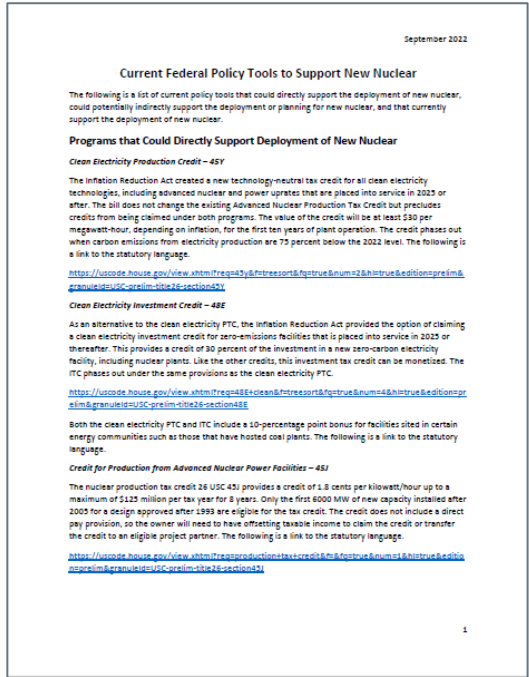 September 2022
Current Federal Policy Tools to Support New Nuclear
The following is a list of current policy tools that could directly support the deployment of new nuclear,
could potentially indirectly support the deployment or planning for new nuclear, and that currently
support the deployment of new nuclear.
Programs that Could Directly Support Deployment of New Nuclear
Clean Electricity Production Credit – 45Y
The Inflation Reduction Act created a new technology-neutral tax credit for all clean electricity
technologies, including advanced nuclear and power uprates that are placed into service in 2025 or
after. The bill does not change the existing Advanced Nuclear Production Tax Credit but precludes
credits from being claimed under both programs. The value of the credit will be at least $30 per
megawatt-hour, depending on inflation, for the first ten years of plant operation. The credit phases out
when carbon emissions from electricity production are 75 percent below the 2022 level. The following is
a link to the statutory language.
https://uscode.house.gov/view.xhtml?req=45y&f=treesort&fq=true&num=2&hl=true&edition=prelim&
granuleId=USC-prelim-title26-section45Y
Clean Electricity Investment Credit – 48E
As an alternative to the clean electricity PTC, the Inflation Reduction Act provided the option of claiming
a clean electricity investment credit for zero-emissions facilities that is placed into service in 2025 or
thereafter. This provides a credit of 30 percent of the investment in a new zero-carbon electricity
facility, including nuclear plants. Like the other credits, this investment tax credit can be monetized. The
ITC phases out under the same provisions as the clean electricity PTC.
https://uscode.house.gov/view.xhtml?req=48E+clean&f=treesort&fq=true&num=4&hl=true&edition=pr
elim&granuleId=USC-prelim-title26-section48E
Both the clean electricity PTC and ITC include a 10-percentage point bonus for facilities sited in certain
energy communities such as those that have hosted coal plants. The following is a link to the statutory
language.
Credit for Production from Advanced Nuclear Power Facilities – 45J
The nuclear production tax credit 26 USC 45J provides a credit of 1.8 cents per kilowatt/hour up to a
maximum of $125 million per tax year for 8 years. Only the first 6000 MW of new capacity installed after
2005 for a design approved after 1993 are eligible for the tax credit. The credit does not include a direct
pay provision, so the owner will need to have offsetting taxable income to claim the credit or transfer
the credit to an eligible project partner. The following is a link to the statutory language.
https://uscode.house.gov/view.xhtml?req=production+tax+credit&f=&fq=true&num=1&hl=true&editio
n=prelim&granuleId=USC-prelim-title26-section45J
1